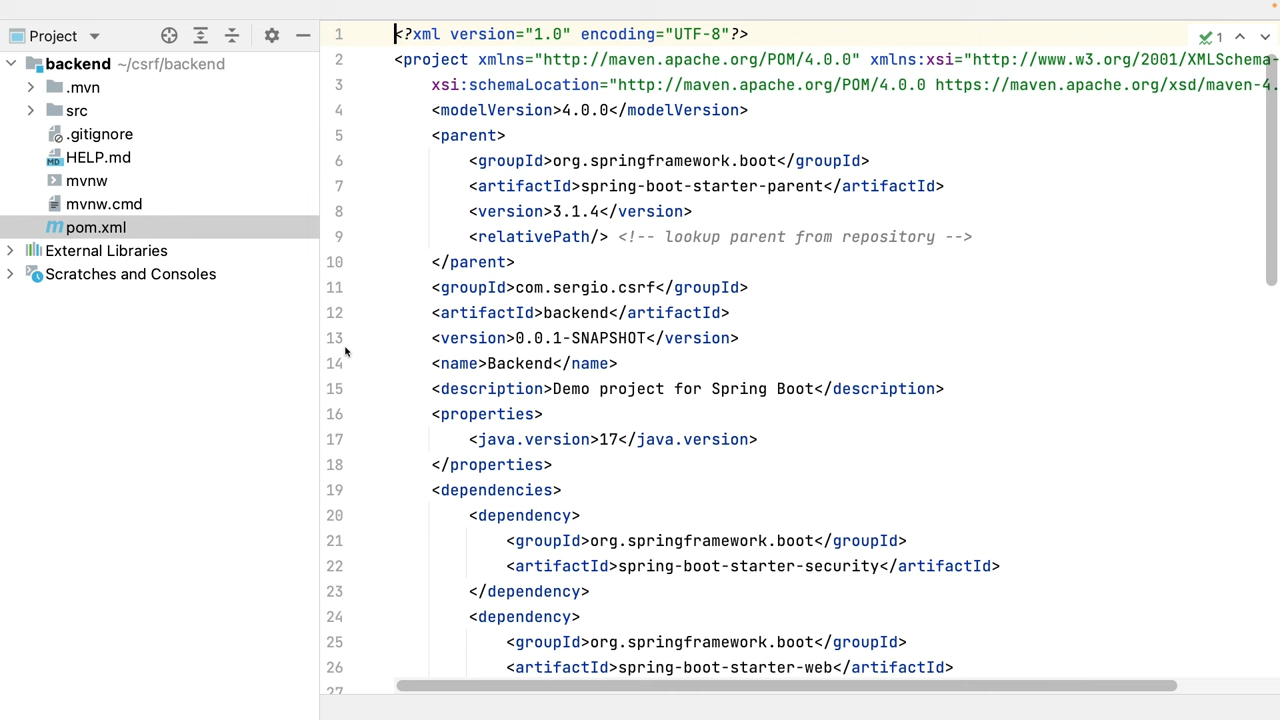 Project
backend ~/csrf/backend
.mvn
src
.gitignore
HELP.md
mvnw
mvnw.cmd
pom.xml
External Libraries
Scratches and Consoles
1 <?xml version="1.0" encoding="UTF-8"?>
2 <project xmlns="http://maven.apache.org/POM/4.0.0" xmlns:xsi="http://www.w3.org/2001/XMLSchema-
3 xsi:schemaLocation="http://maven.apache.org/POM/4.0.0 https://maven.apache.org/xsd/maven-4.
4 <modelVersion>4.0.0</modelVersion>
5 <parent>
6 <groupId>org.springframework.boot</groupId>
7 <artifactId>spring-boot-starter-parent</artifactId>
8 <version>3.1.4</version>
9 <relativePath/> <!-- lookup parent from repository -->
10 </parent>
11 <groupId>com.sergio.csrf</groupId>
12 <artifactId>backend</artifactId>
13 <version>0.0.1-SNAPSHOT</version>
14 <name>Backend</name>
15 <description>Demo project for Spring Boot</description>
16 <properties>
17 <java.version>17</java.version>
18 </properties>
19 <dependencies>
20 <dependency>
21 <groupId>org.springframework.boot</groupId>
22 <artifactId>spring-boot-starter-security</artifactId>
23 </dependency>
24 <dependency>
25 <groupId>org.springframework.boot</groupId>
26 <artifactId>spring-boot-starter-web</artifactId>
27
1